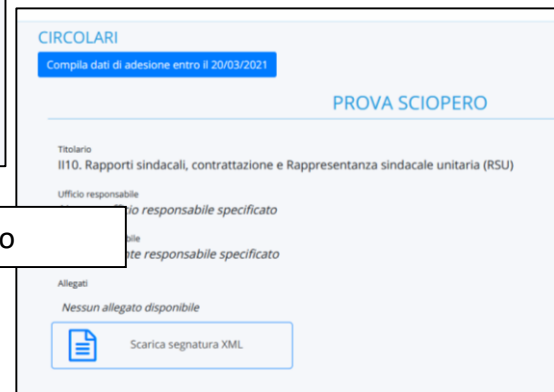 CIRCOLARI
Compila dati di adesione entro il 20/03/2021
PROVA SCIOPERO
Titolario
II10. Rapporti sindacali, contrattazione e Rappresentanza sindacale unitaria (RSU)
Ufficio responsabile
responsabile specificato
o
responsabile specificato
Allegati
Nessun allegato disponibile
Scarica segnatura XML